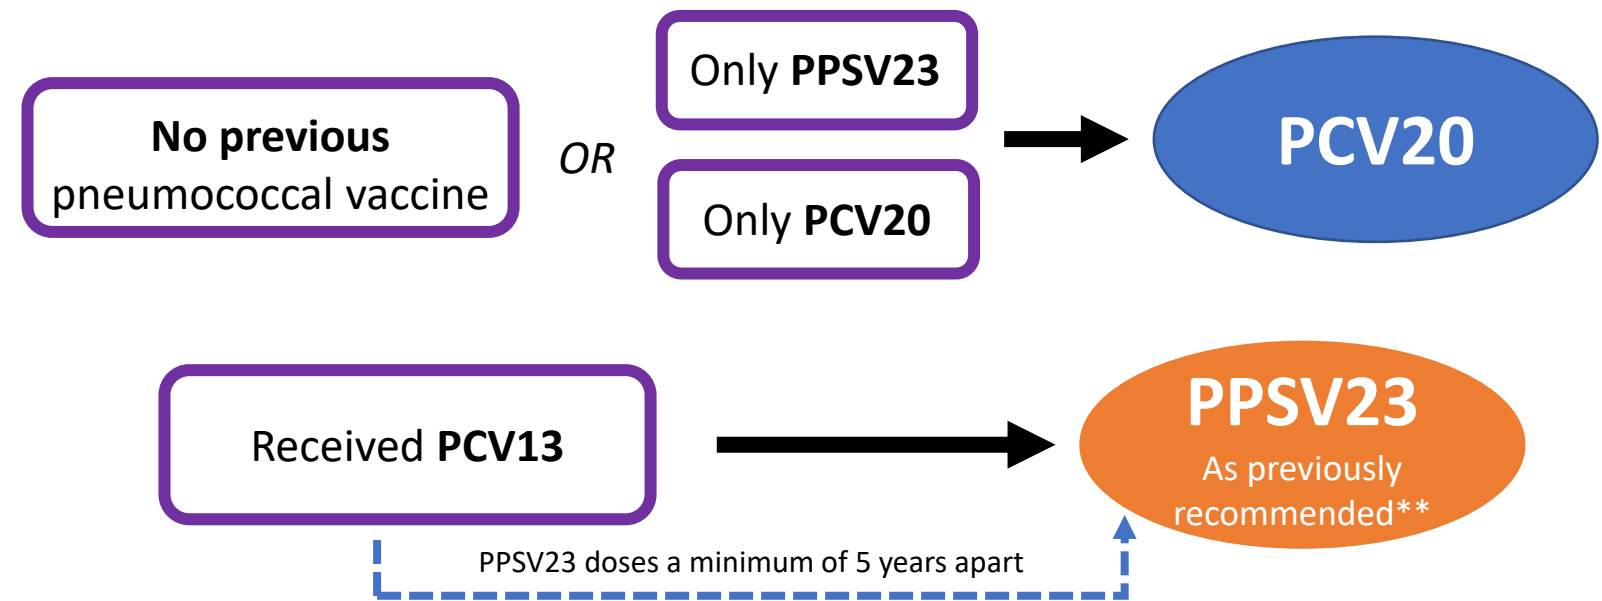 No previous
pneumococcal vaccine
OR
Only PPSV23
Only PCV20
PCV20
Received PCV13
PPSV23
As previously
recommended**
PPSV23 doses a minimum of 5 years apart